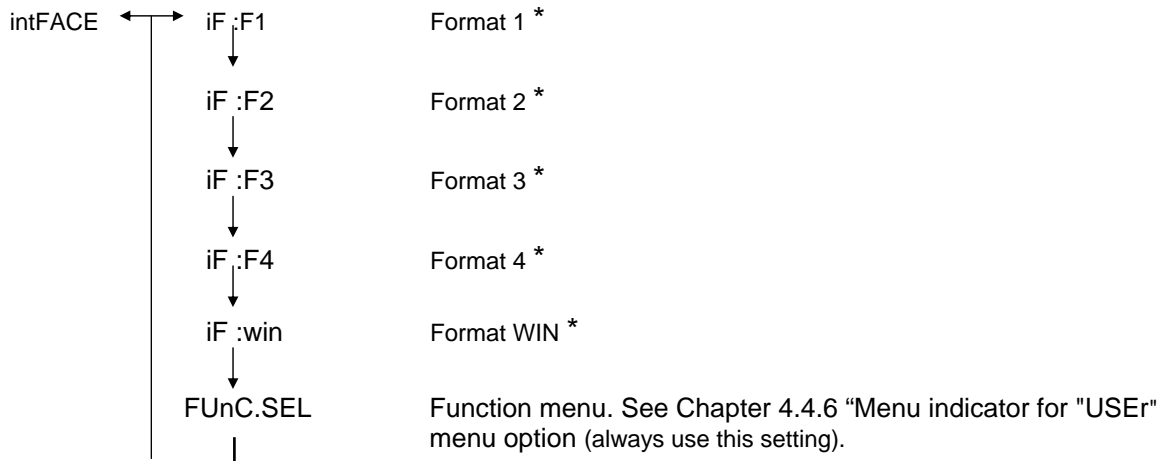 intFACE iF :F1 Format 1 *
iF :F2 Format 2 *
iF :F3 Format 3 *
iF :F4 Format 4 *
iF :win Format WIN *
FUnC.SEL Function menu. See Chapter 4.4.6 “Menu indicator for "USEr"
menu option (always use this setting).